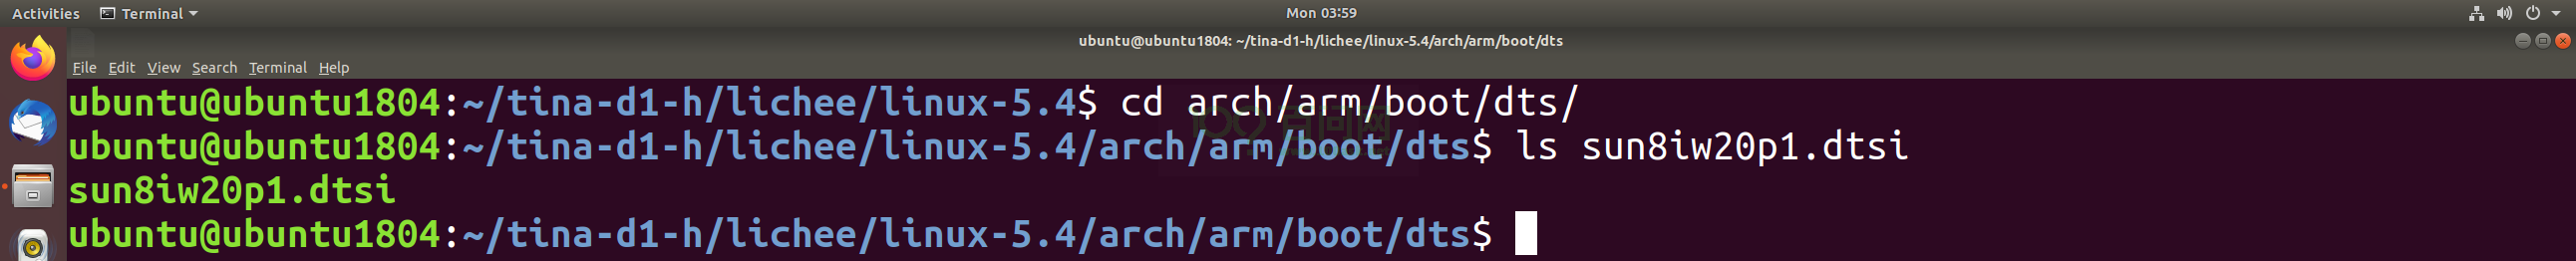 Activities Terminal Mon 03:59
ubuntu@ubuntu1804: ~/tina-d1-h/lichee/linux-5.4/arch/arm/boot/dts
File Edit View Search Terminal Help
ubuntu@ubuntu1804:~/tina-d1-h/lichee/linux-5.4$ cd arch/arm/boot/dts/
百问网
ubuntu@ubuntu1804:~/tina-d1-h/lichee/linux-5.4/arch/arm/boot/dts$ ls sun8iw20p1.dtsi
sun8iw20p1.dtsi
ubuntu@ubuntu1804:~/tina-d1-h/lichee/linux-5.4/arch/arm/boot/dts$